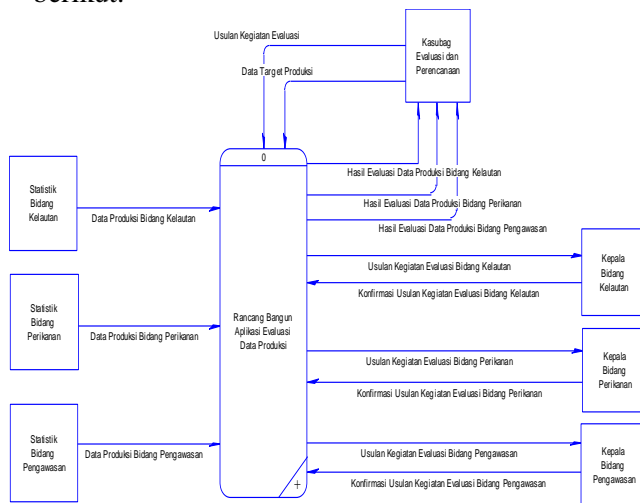 berikut.
Usulan Kegiatan Evaluasi
Data Target Produksi
Kasubag
Evaluasi dan
Perencanaan
0
Hasil Evaluasi Data Produksi Bidang Kelautan
Hasil Evaluasi Data Produksi Bidang Perikanan
Hasil Evaluasi Data Produksi Bidang Pengawasan
Statistik
Bidang
Kelautan
Data Produksi Bidang Kelautan
Usulan Kegiatan Evaluasi Bidang Kelautan
Konfirmasi Usulan Kegiatan Evaluasi Bidang Kelautan
Kepala
Bidang
Kelautan
Statistik
Bidang
Perikanan
Data Produksi Bidang Perikanan
Rancang Bangun
Aplikasi Evaluasi
Data Produksi
Usulan Kegiatan Evaluasi Bidang Perikanan
Konfirmasi Usulan Kegiatan Evaluasi Bidang Perikanan
Kepala
Bidang
Perikanan
Statistik
Bidang
Pengawasan
Data Produksi Bidang Pengawasan
Usulan Kegiatan Evaluasi Bidang Pengawasan
Konfirmasi Usulan Kegiatan Evaluasi Bidang Pengawasan
Kepala
Bidang
Pengawasan
+